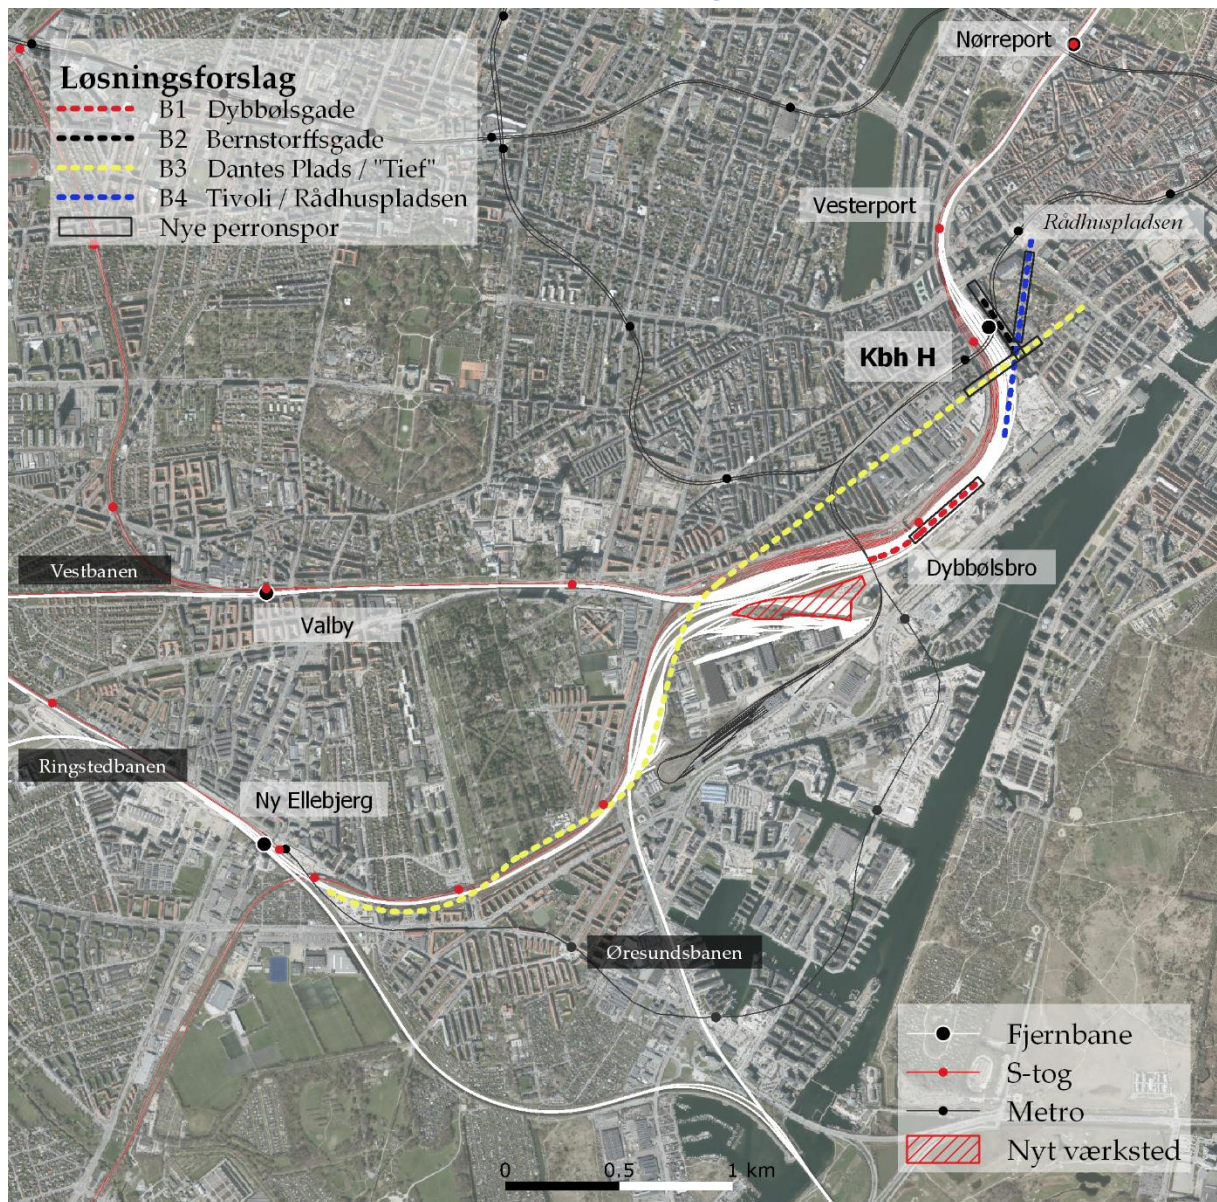 Nørreport
Løsningsforslag
B1 Dybbølsgade
B2 Bernstorffsgade
B3 Dantes Plads / "Tief"
B4 Tivoli / Rådhuspladsen
Nye perronspor
Vesterport
Rådhuspladsen
Kbh H
Vestbanen
Dybbølsbro
Valby
Ringstedbanen
Ny Ellebjerg
Øresundsbanen
Fjernbane
S-tog
Metro
Nyt værksted
0 0.5 1 km